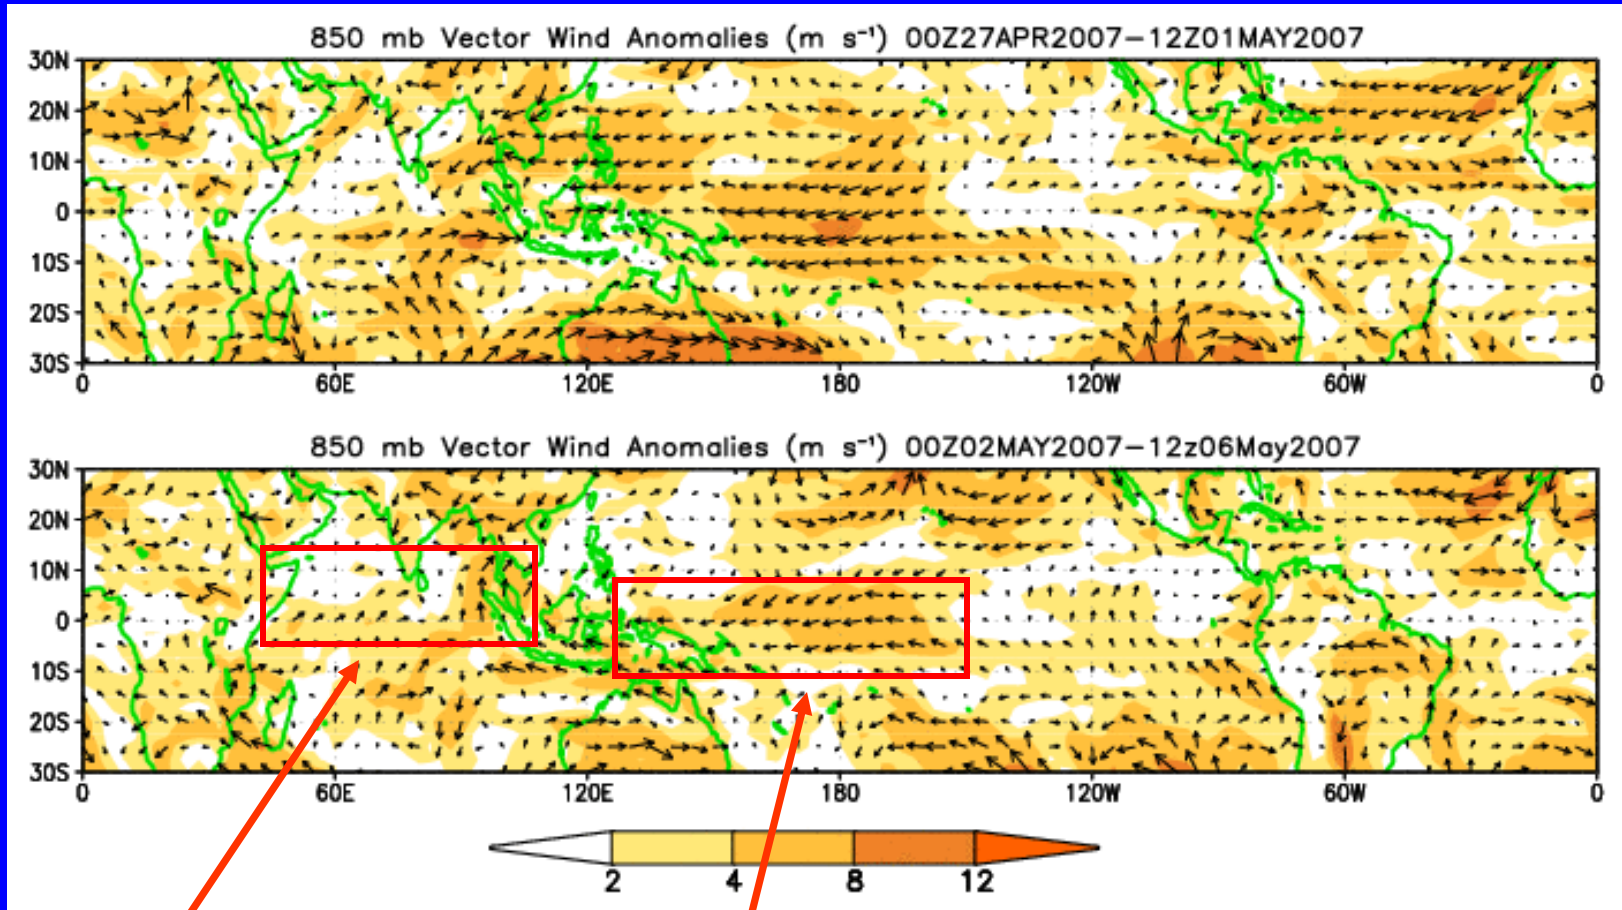 850 mb Vector Wind Anomalies (m s⁻¹) 00Z27APR2007–12Z01MAY2007
30N
20N
10N
0
10S
20S
30S
0 60E 120E 180 120W 60W 0
850 mb Vector Wind Anomalies (m s⁻¹) 00Z02MAY2007–12z06May2007
30N
20N
10N
0
10S
20S
30S
0 60E 120E 180 120W 60W 0
2 4 8 12